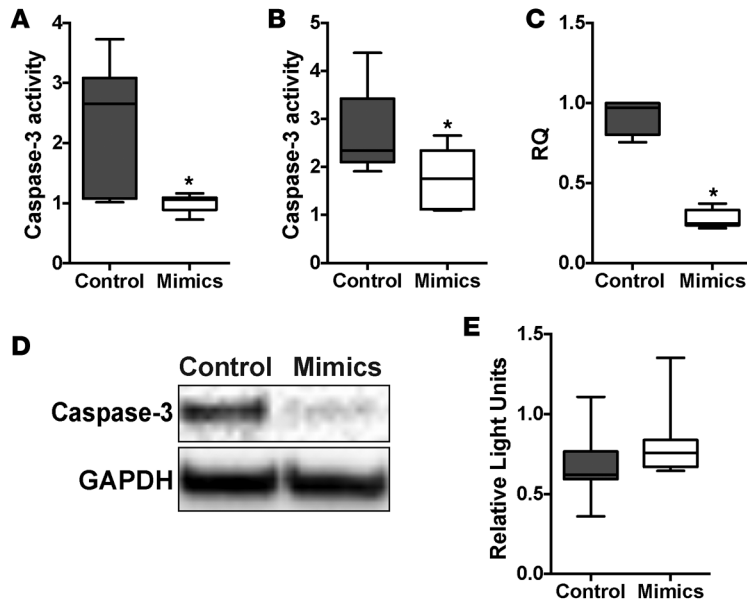 A
Caspase-3 activity
4
3
2
1
0
*
Control Mimics
B
Caspase-3 activity
5
4
3
2
1
0
*
Control Mimics
C
RQ
1.5
1.0
0.5
0.0
*
Control Mimics
D
Control Mimics
Caspase-3
GAPDH
E
Relative Light Units
1.5
1.0
0.5
0.0
Control Mimics